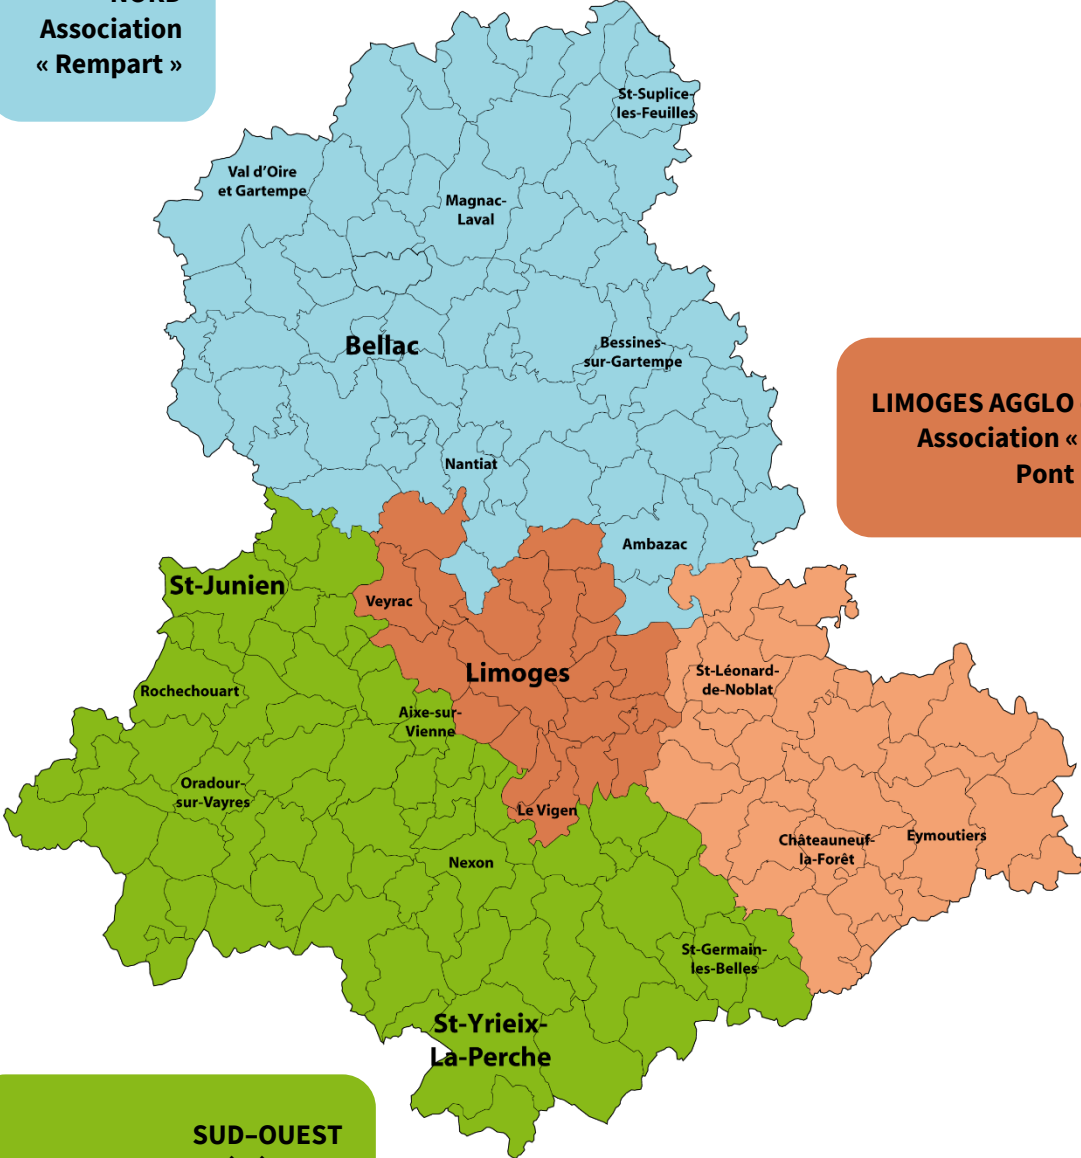 NORD
Association
« Rempart »
St-Suplice-
les-Feuilles
Val d’Oire
et Gartempe
Magnac-
Laval
Bellac
Bessines-
sur-Gartempe
LIMOGES AGGLO
Association «
Pont
Nantiat
Ambazac
St-Junien
Veyrac
Limoges
St-Léonard-
de-Noblat
Rochechouart
Aixe-sur-
Vienne
Oradour-
sur-Vayres
Le Vigen
Châteauneuf-
la-Forêt
Eymoutiers
Nexon
St-Germain-
les-Belles
St-Yrieix-
La-Perche
SUD–OUEST